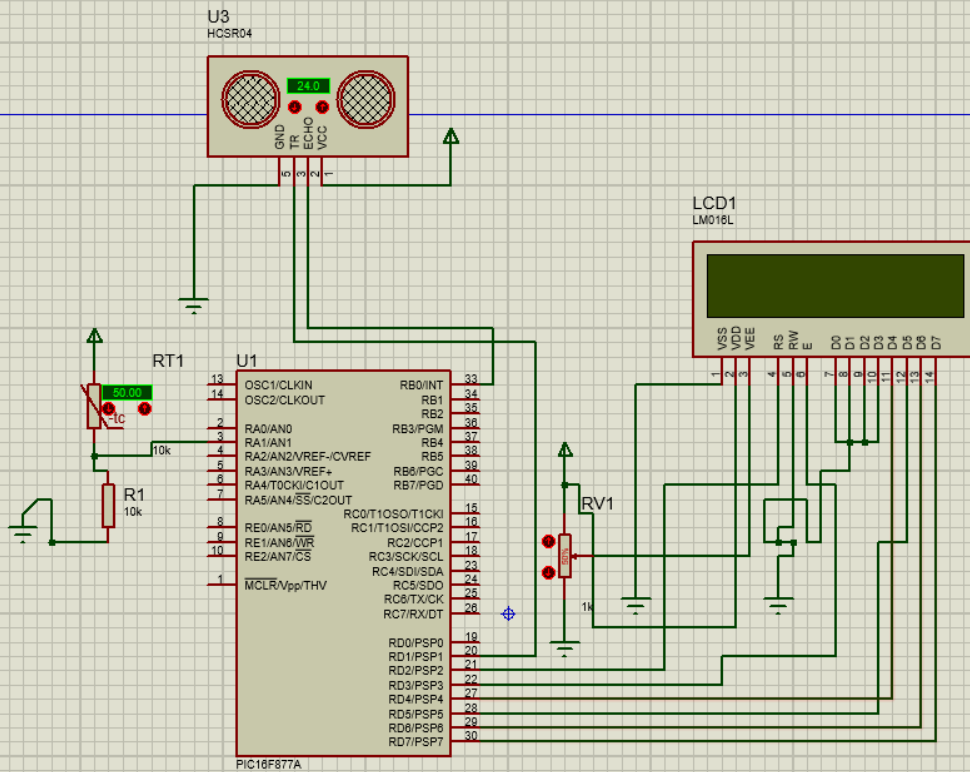 U3
HCSR04
24.0
GND
TR
ECHO
VCC
5
3
2
1
LCD1
LM016L
VSS
VDD
VEE
RS
RW
E
D0
D1
D2
D3
D4
D5
D6
D7
1
2
3
4
5
6
7
8
9
10
11
12
13
14
RT1
50.00
-tc
10k
R1
10k
U1
13 OSC1/CLKIN RB0/INT 33
14 OSC2/CLKOUT RB1 34
RB2 35
2 RA0/AN0 RB3/PGM 36
3 RA1/AN1 RB4 37
4 RA2/AN2/VREF-/CVREF RB5 38
5 RA3/AN3/VREF+ RB6/PGC 39
6 RA4/T0CKI/C1OUT RB7/PGD 40
7 RA5/AN4/SS/C2OUT
RC0/T1OSO/T1CKI 15
8 RE0/AN5/RD RC1/T1OSI/CCP2 16
9 RE1/AN6/WR RC2/CCP1 17
10 RE2/AN7/CS RC3/SCK/SCL 18
RC4/SDI/SDA 23
1 MCLR/Vpp/THV RC5/SDO 24
RC6/TX/CK 25
RC7/RX/DT 26
RD0/PSP0 19
RD1/PSP1 20
RD2/PSP2 21
RD3/PSP3 22
RD4/PSP4 27
RD5/PSP5 28
RD6/PSP6 29
RD7/PSP7 30
PIC16F877A
RV1
50%
1k